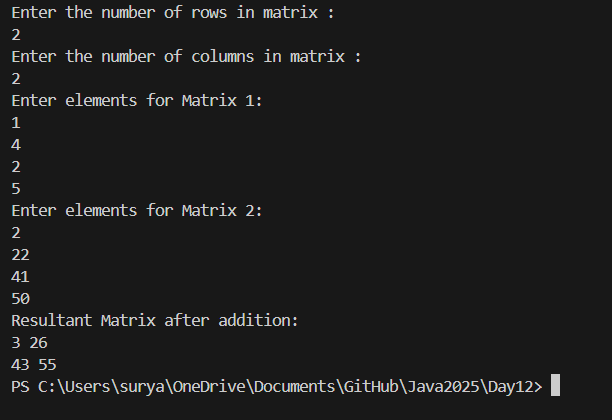 Enter the number of rows in matrix :
2
Enter the number of columns in matrix :
2
Enter elements for Matrix 1:
1
4
2
5
Enter elements for Matrix 2:
2
22
41
50
Resultant Matrix after addition:
3 26
43 55
PS C:\Users\surya\OneDrive\Documents\GitHub\Java2025\Day12>